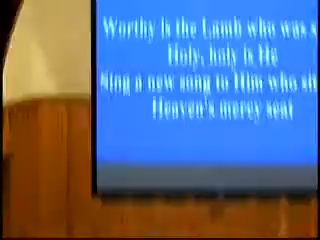 Worthy is the Lamb who was s
Holy, holy is He
Sing a new song to Him who si
Heaven's mercy seat